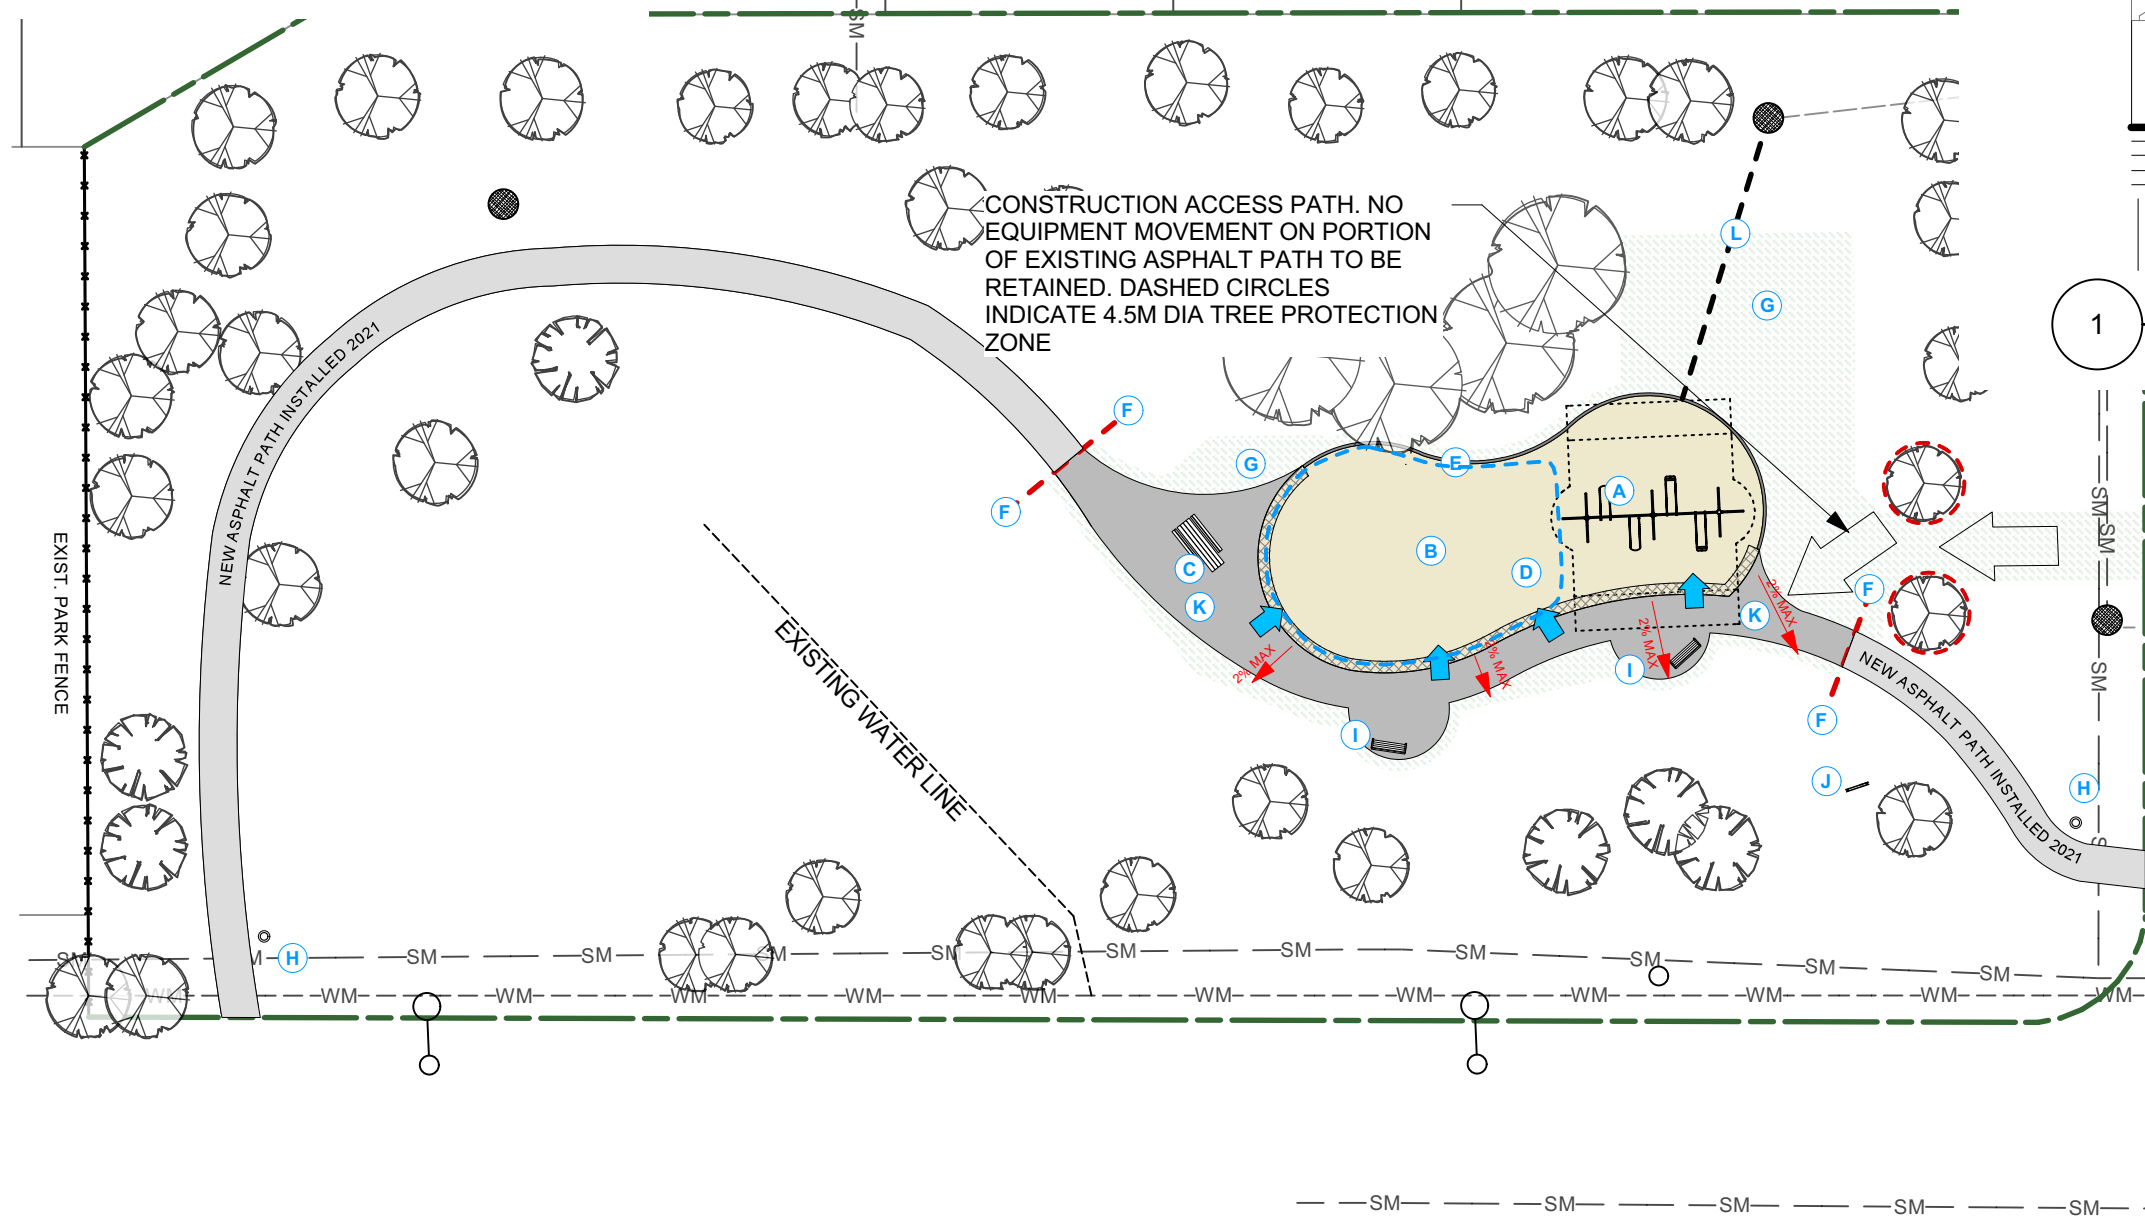 SM
CONSTRUCTION ACCESS PATH. NO
EQUIPMENT MOVEMENT ON PORTION
OF EXISTING ASPHALT PATH TO BE
RETAINED. DASHED CIRCLES
INDICATE 4.5M DIA TREE PROTECTION
ZONE
L
G
1
NEW ASPHALT PATH INSTALLED 2021
F
F
G
E
A
B
C
D
K
K
F
F
I
I
J
H
2% MAX
2% MAX
2% MAX
2% MAX
SM
SM
SM
NEW ASPHALT PATH INSTALLED 2021
EXIST. PARK FENCE
EXISTING WATER LINE
H
SM
SM
SM
SM
SM
SM
SM
SM
SM
WM
WM
WM
WM
WM
WM
WM
WM
WM
WM
WM
SM
SM
SM
SM
SM